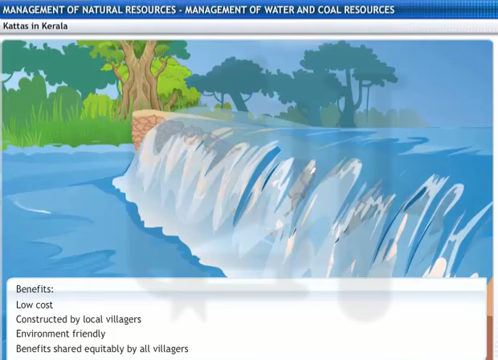 MANAGEMENT OF NATURAL RESOURCES - MANAGEMENT OF WATER AND COAL RESOURCES
Kattas in Kerala
Benefits:
Low cost
Constructed by local villagers
Environment friendly
Benefits shared equitably by all villagers